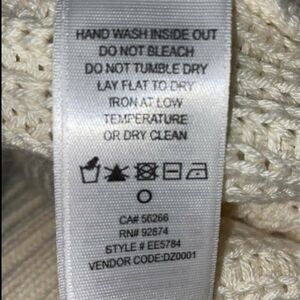 HAND WASH INSIDE OUT
DO NOT BLEACH
DO NOT TUMBLE DRY
LAY FLAT TO DRY
IRON AT LOW
TEMPERATURE
OR DRY CLEAN
CA# 56266
RN# 92874
STYLE # EE5784
VENDOR CODE:DZ0001